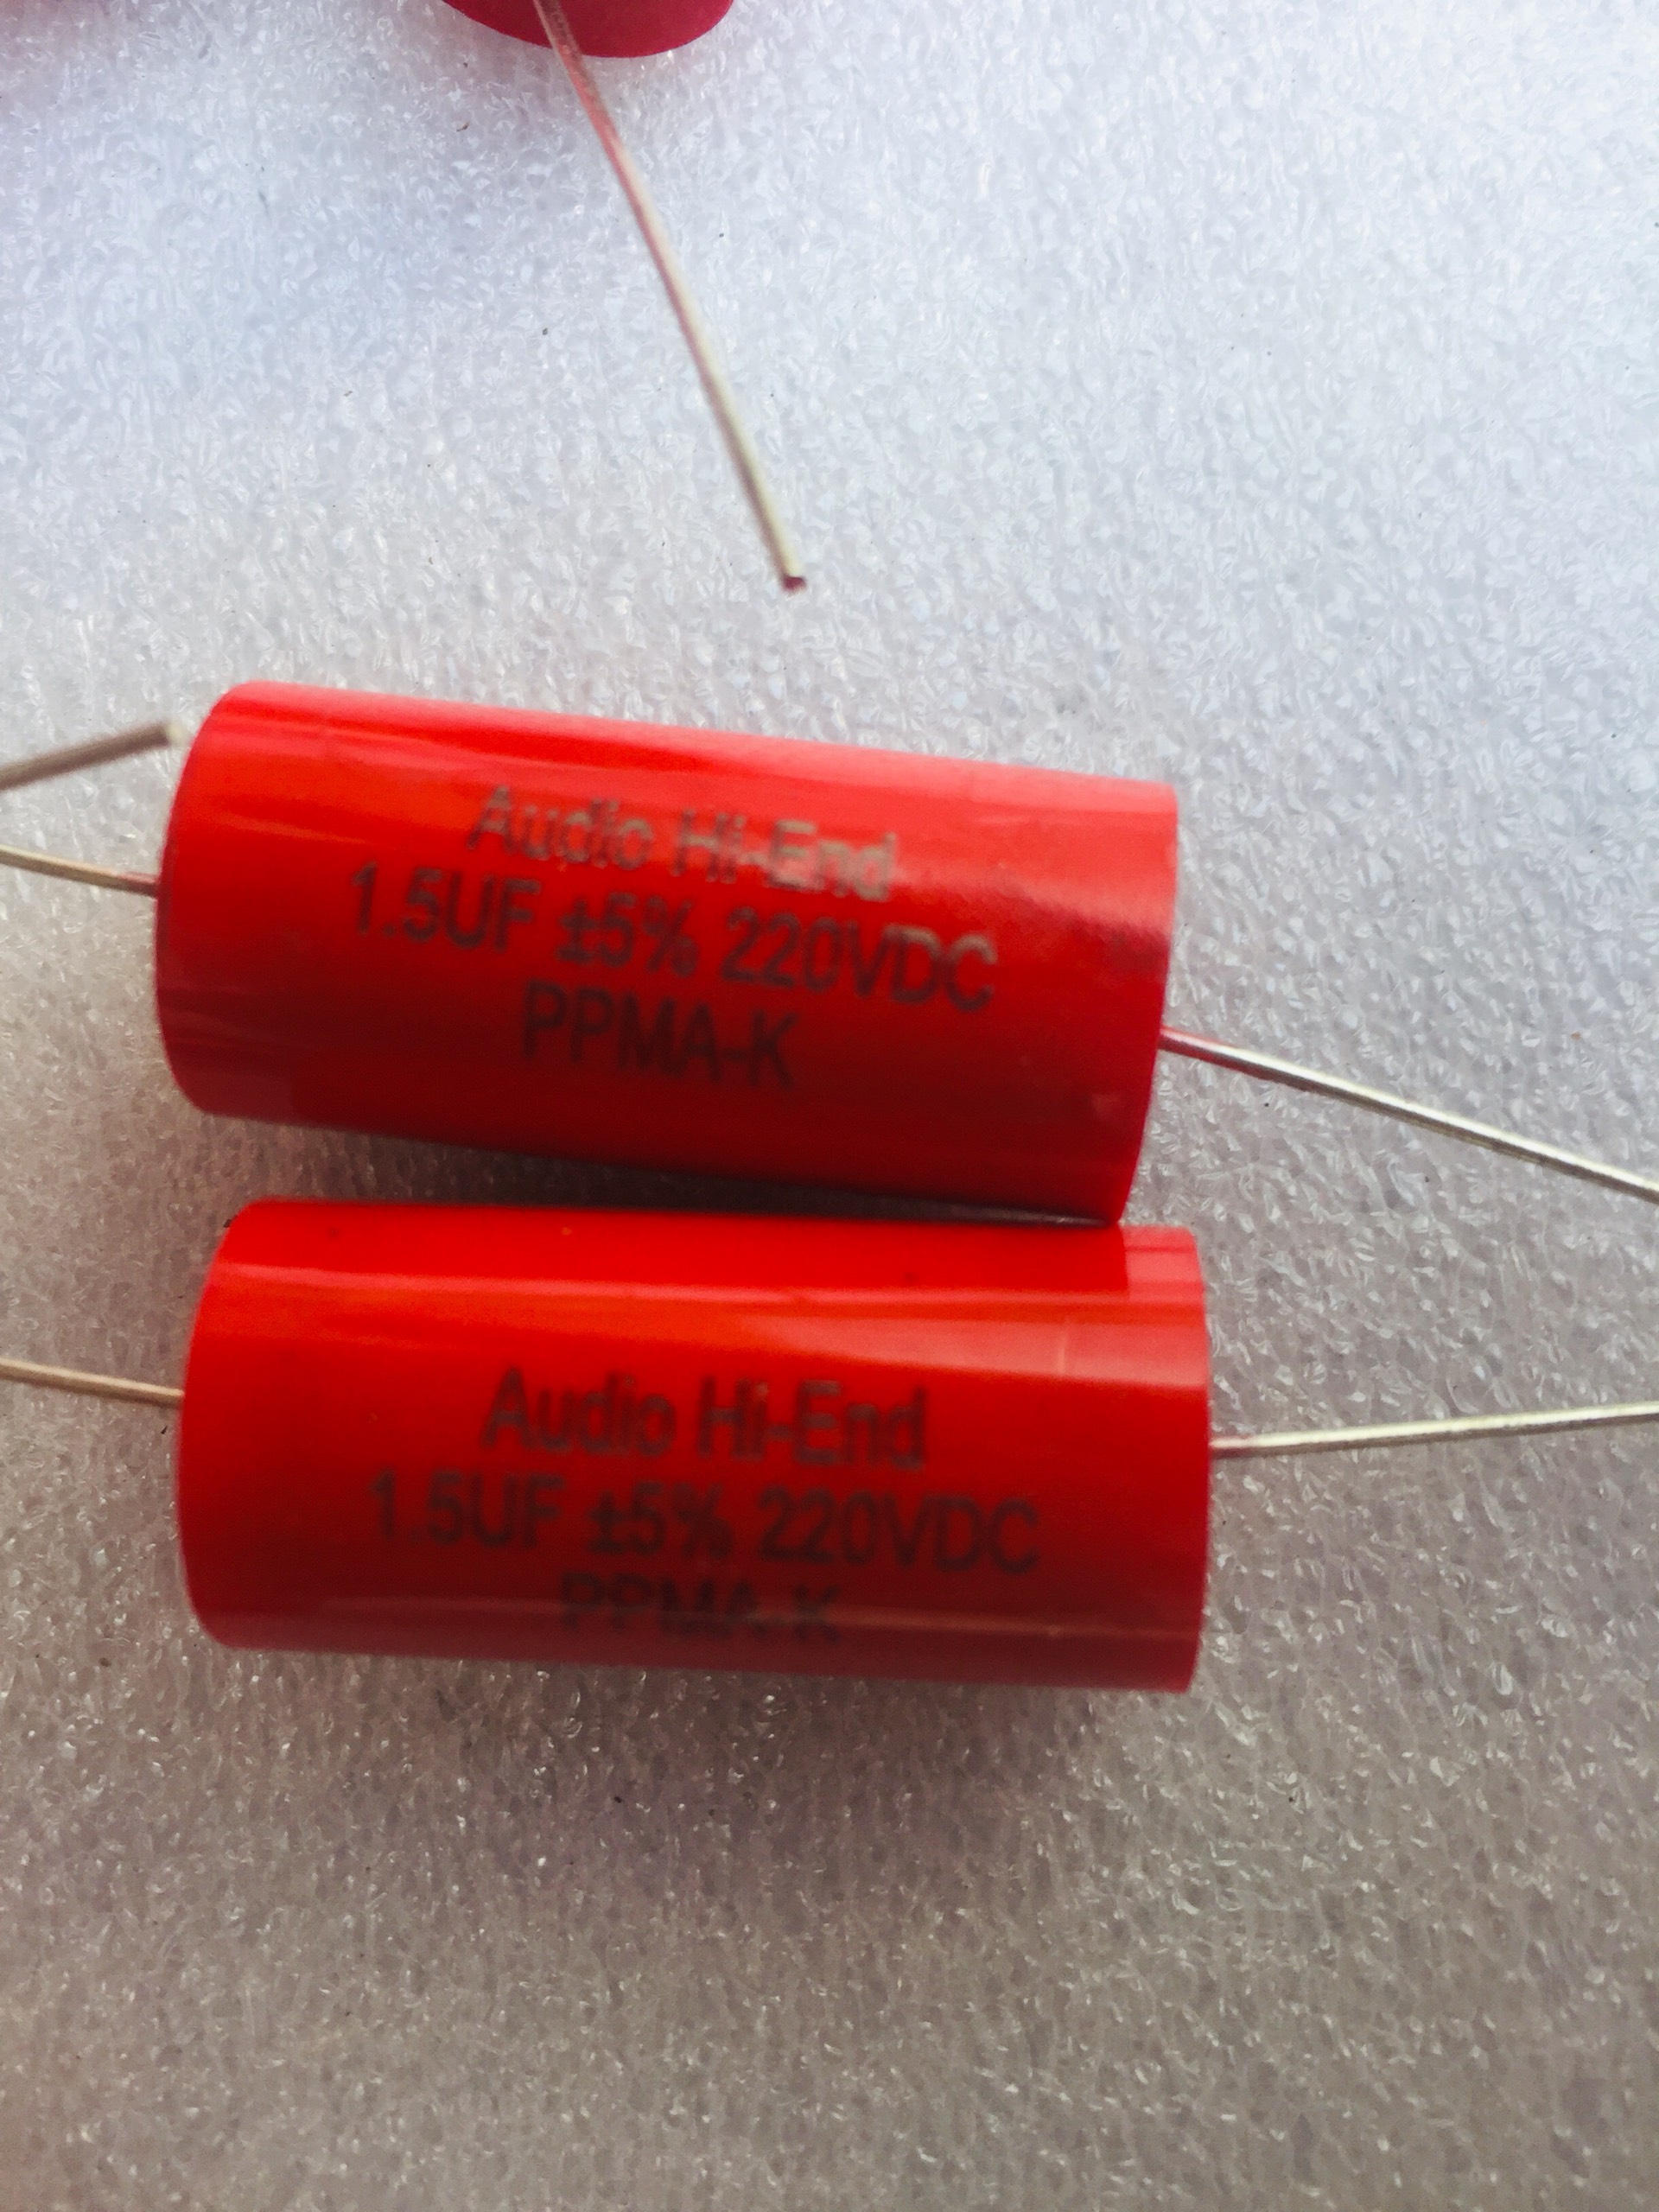 Audio Hi-End
1.5UF ±5% 220VDC
PPMA-K
Audio Hi-End
1.5UF ±5% 220VDC
PPMA-K